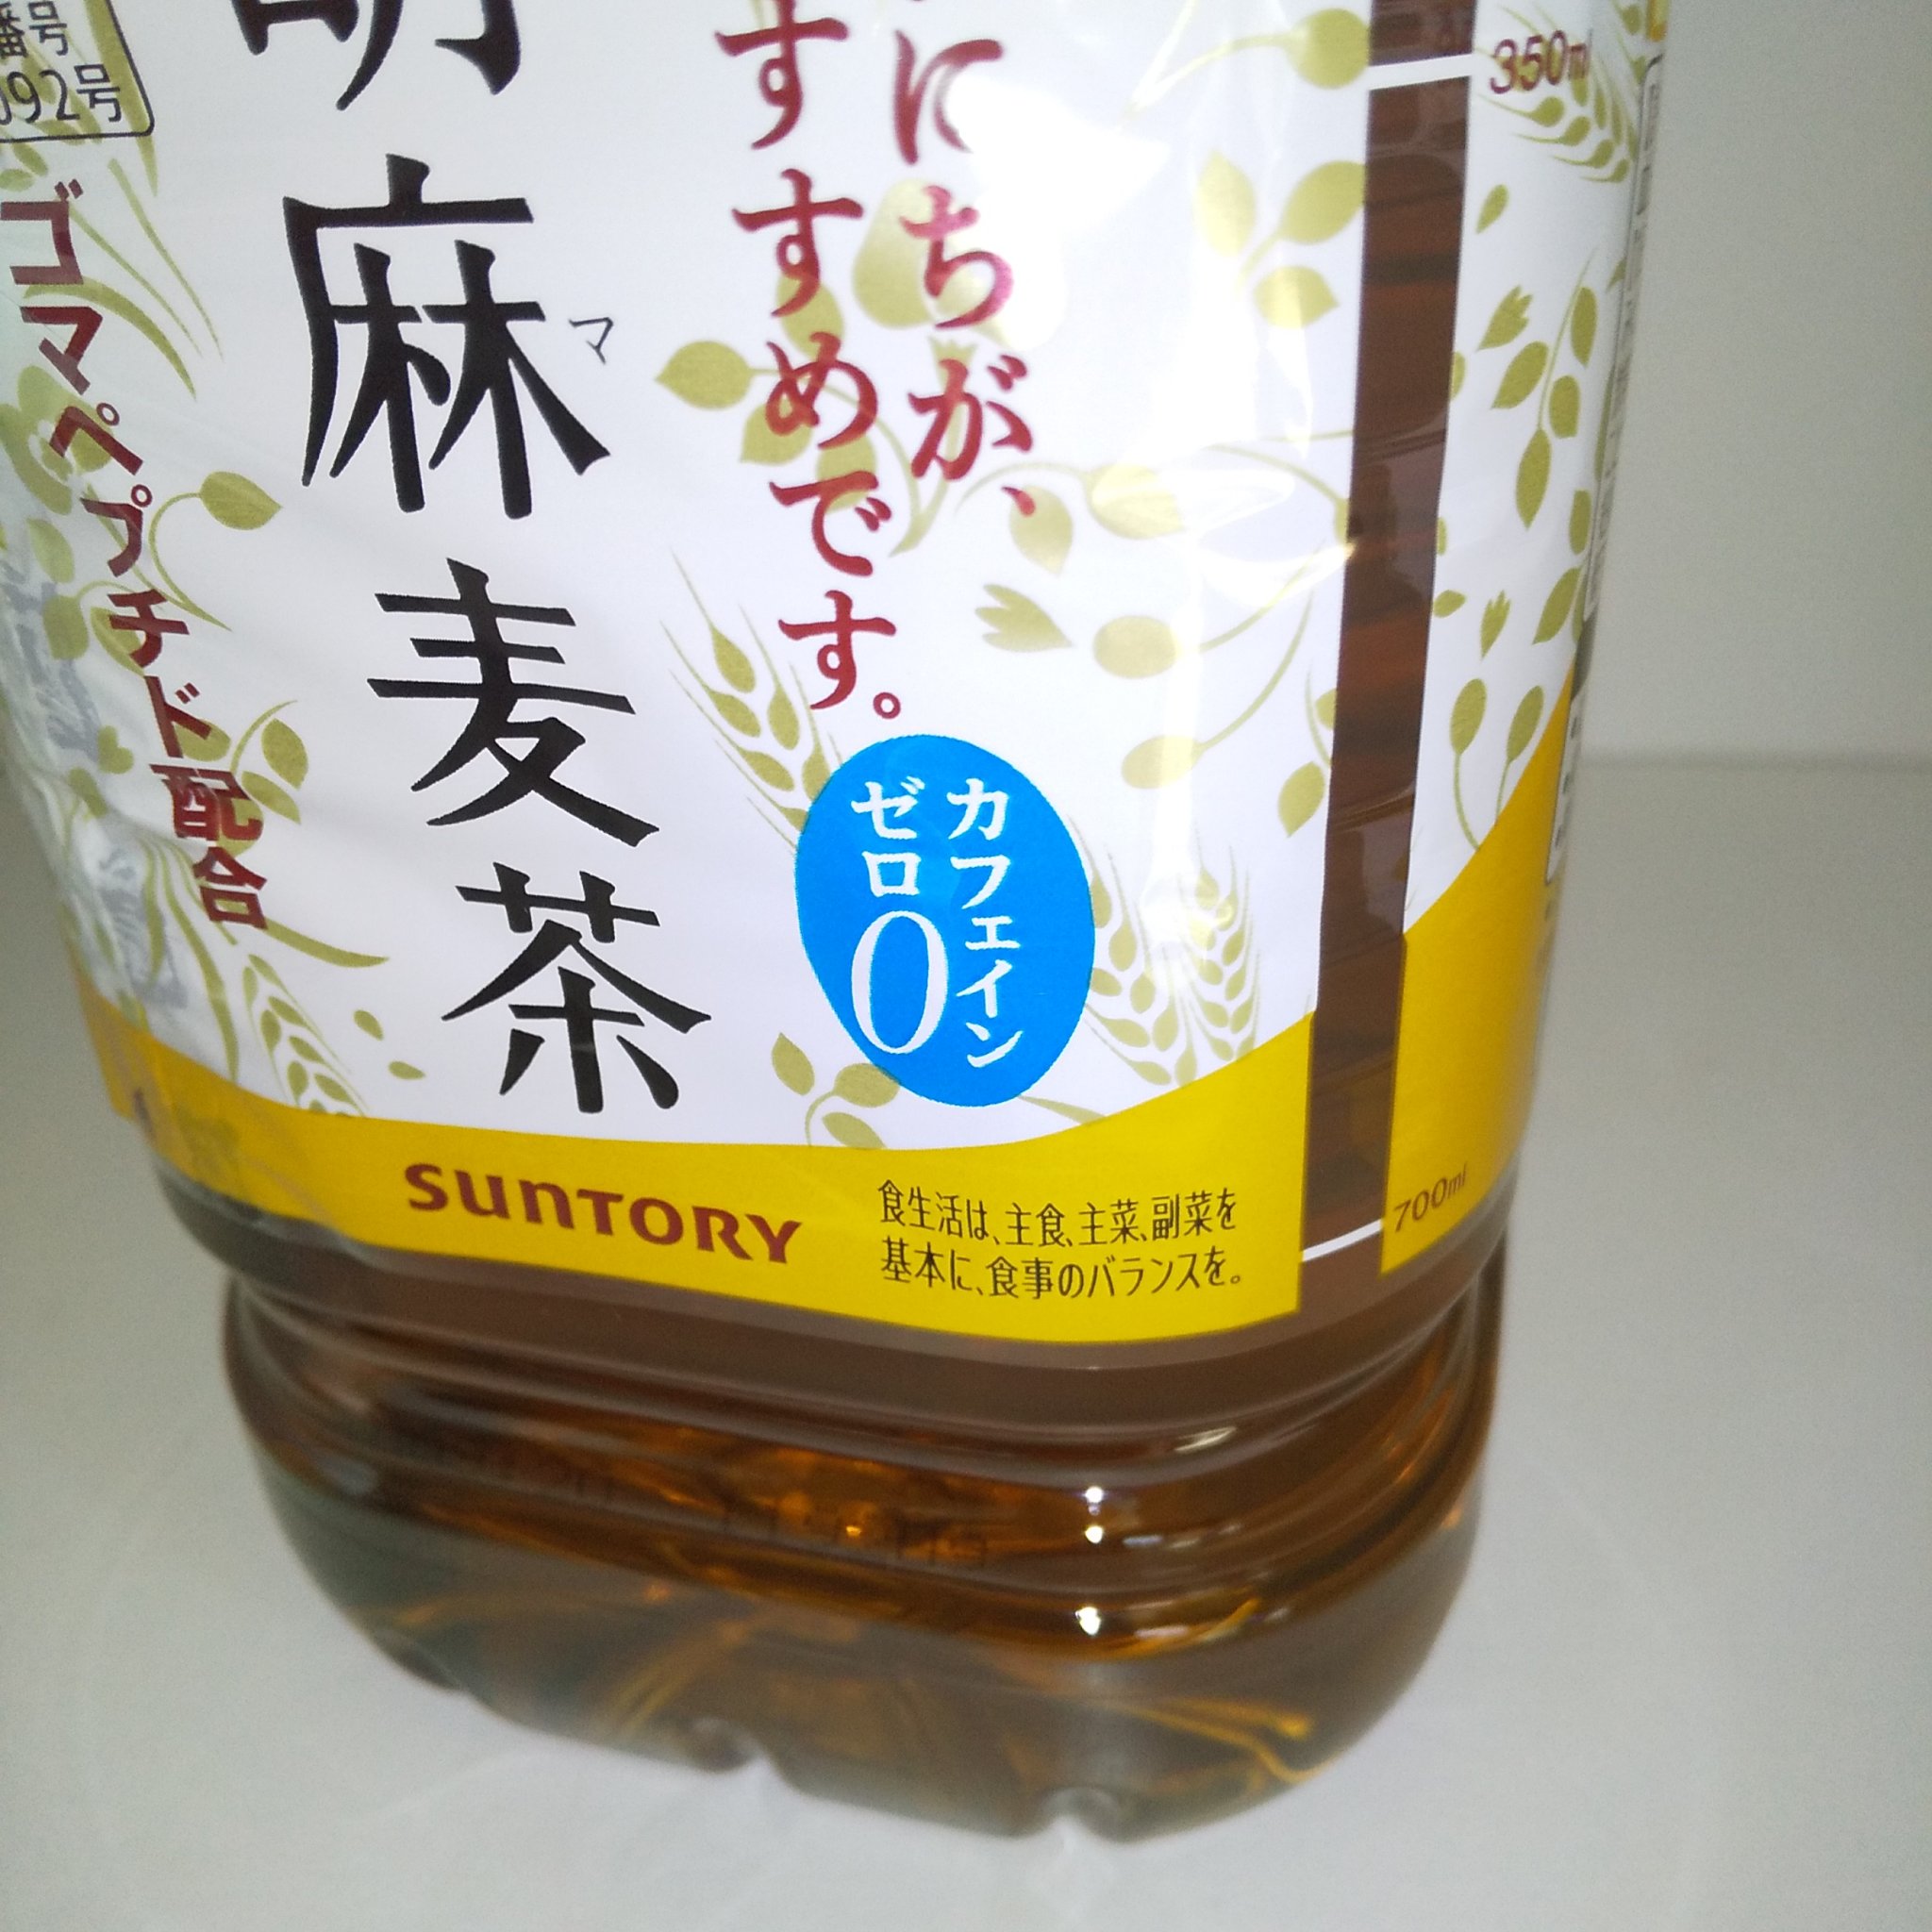 番号
092号
胡麻麦茶
マ
ゴマペプチド配合
にちが、
すすめです。
カフェイン
ゼロ0
SUNTORY
食生活は、主食、主菜、副菜を
基本に、食事のバランスを。
350ml
700ml